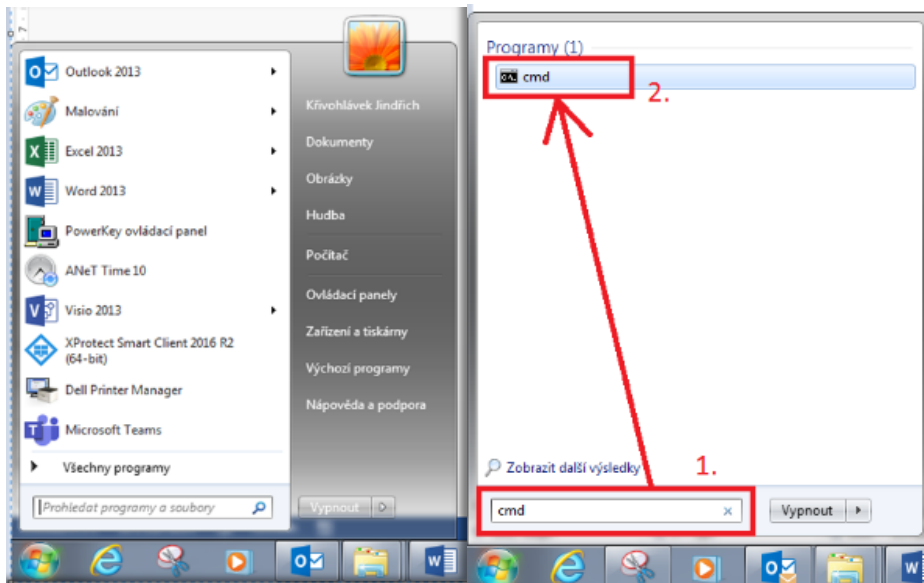 Outlook 2013
Malování
Excel 2013
Word 2013
PowerKey ovládací panel
ANeT Time 10
Visio 2013
XProtect Smart Client 2016 R2
(64-bit)
Dell Printer Manager
Microsoft Teams
Všechny programy
Prohledat programy a soubory
Křivohlávek Jindřich
Dokumenty
Obrázky
Hudba
Počítač
Ovládací panely
Zařízení a tiskárny
Výchozí programy
Nápověda a podpora
Vypnout
Programy (1)
cmd
2.
Zobrazit další výsledky
1.
cmd
Vypnout